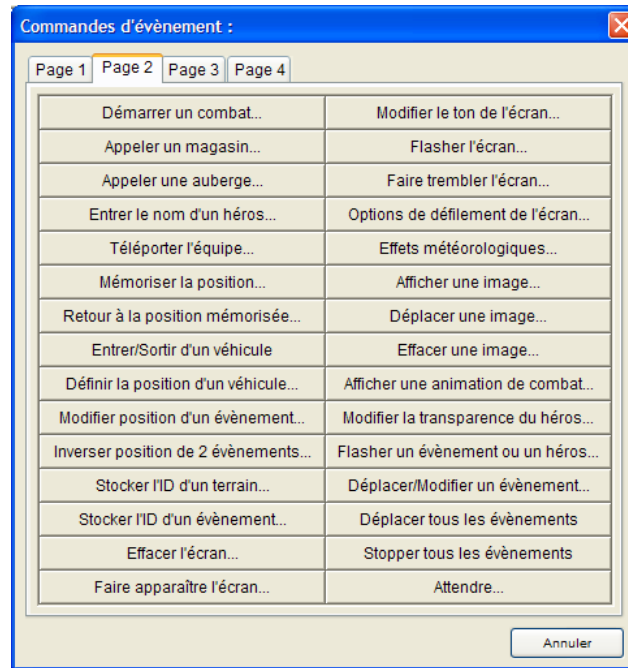 Commandes d'évènement :
Page 1 Page 2 Page 3 Page 4
Démarrer un combat... Modifier le ton de l'écran...
Appeler un magasin... Flasher l'écran...
Appeler une auberge... Faire trembler l'écran...
Entrer le nom d'un héros... Options de défilement de l'écran...
Téléporter l'équipe... Effets météorologiques...
Mémoriser la position... Afficher une image...
Retour à la position mémorisée... Déplacer une image...
Entrer/Sortir d'un véhicule Effacer une image...
Définir la position d'un véhicule... Afficher une animation de combat...
Modifier position d'un évènement... Modifier la transparence du héros...
Inverser position de 2 évènements... Flasher un évènement ou un héros...
Stocker l'ID d'un terrain... Déplacer/Modifier un évènement...
Stocker l'ID d'un évènement... Déplacer tous les évènements
Effacer l'écran... Stopper tous les évènements
Faire apparaître l'écran... Attendre...
Annuler